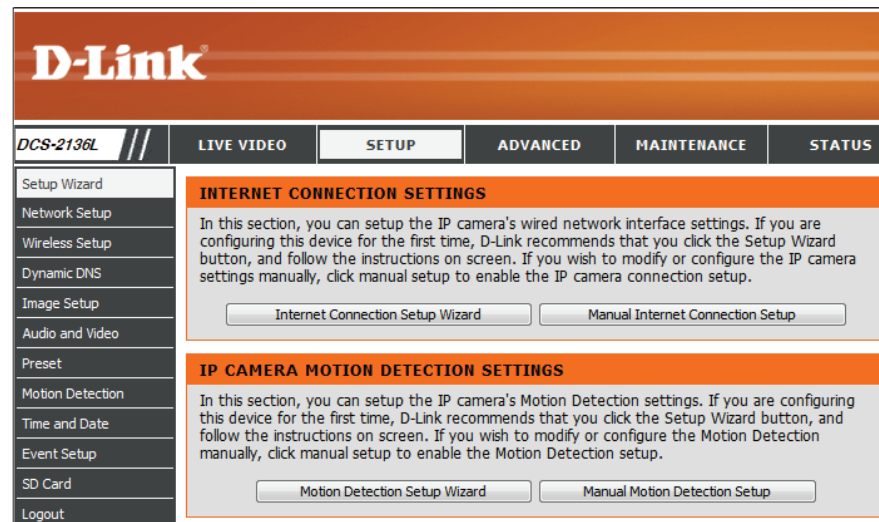 D-Link®
DCS-2136L
LIVE VIDEO
SETUP
ADVANCED
MAINTENANCE
STATUS
Setup Wizard
Network Setup
Wireless Setup
Dynamic DNS
Image Setup
Audio and Video
Preset
Motion Detection
Time and Date
Event Setup
SD Card
Logout
INTERNET CONNECTION SETTINGS
In this section, you can setup the IP camera's wired network interface settings. If you are
configuring this device for the first time, D-Link recommends that you click the Setup Wizard
button, and follow the instructions on screen. If you wish to modify or configure the IP camera
settings manually, click manual setup to enable the IP camera connection setup.
Internet Connection Setup Wizard
Manual Internet Connection Setup
IP CAMERA MOTION DETECTION SETTINGS
In this section, you can setup the IP camera's Motion Detection settings. If you are configuring
this device for the first time, D-Link recommends that you click the Setup Wizard button, and
follow the instructions on screen. If you wish to modify or configure the Motion Detection
manually, click manual setup to enable the Motion Detection setup.
Motion Detection Setup Wizard
Manual Motion Detection Setup